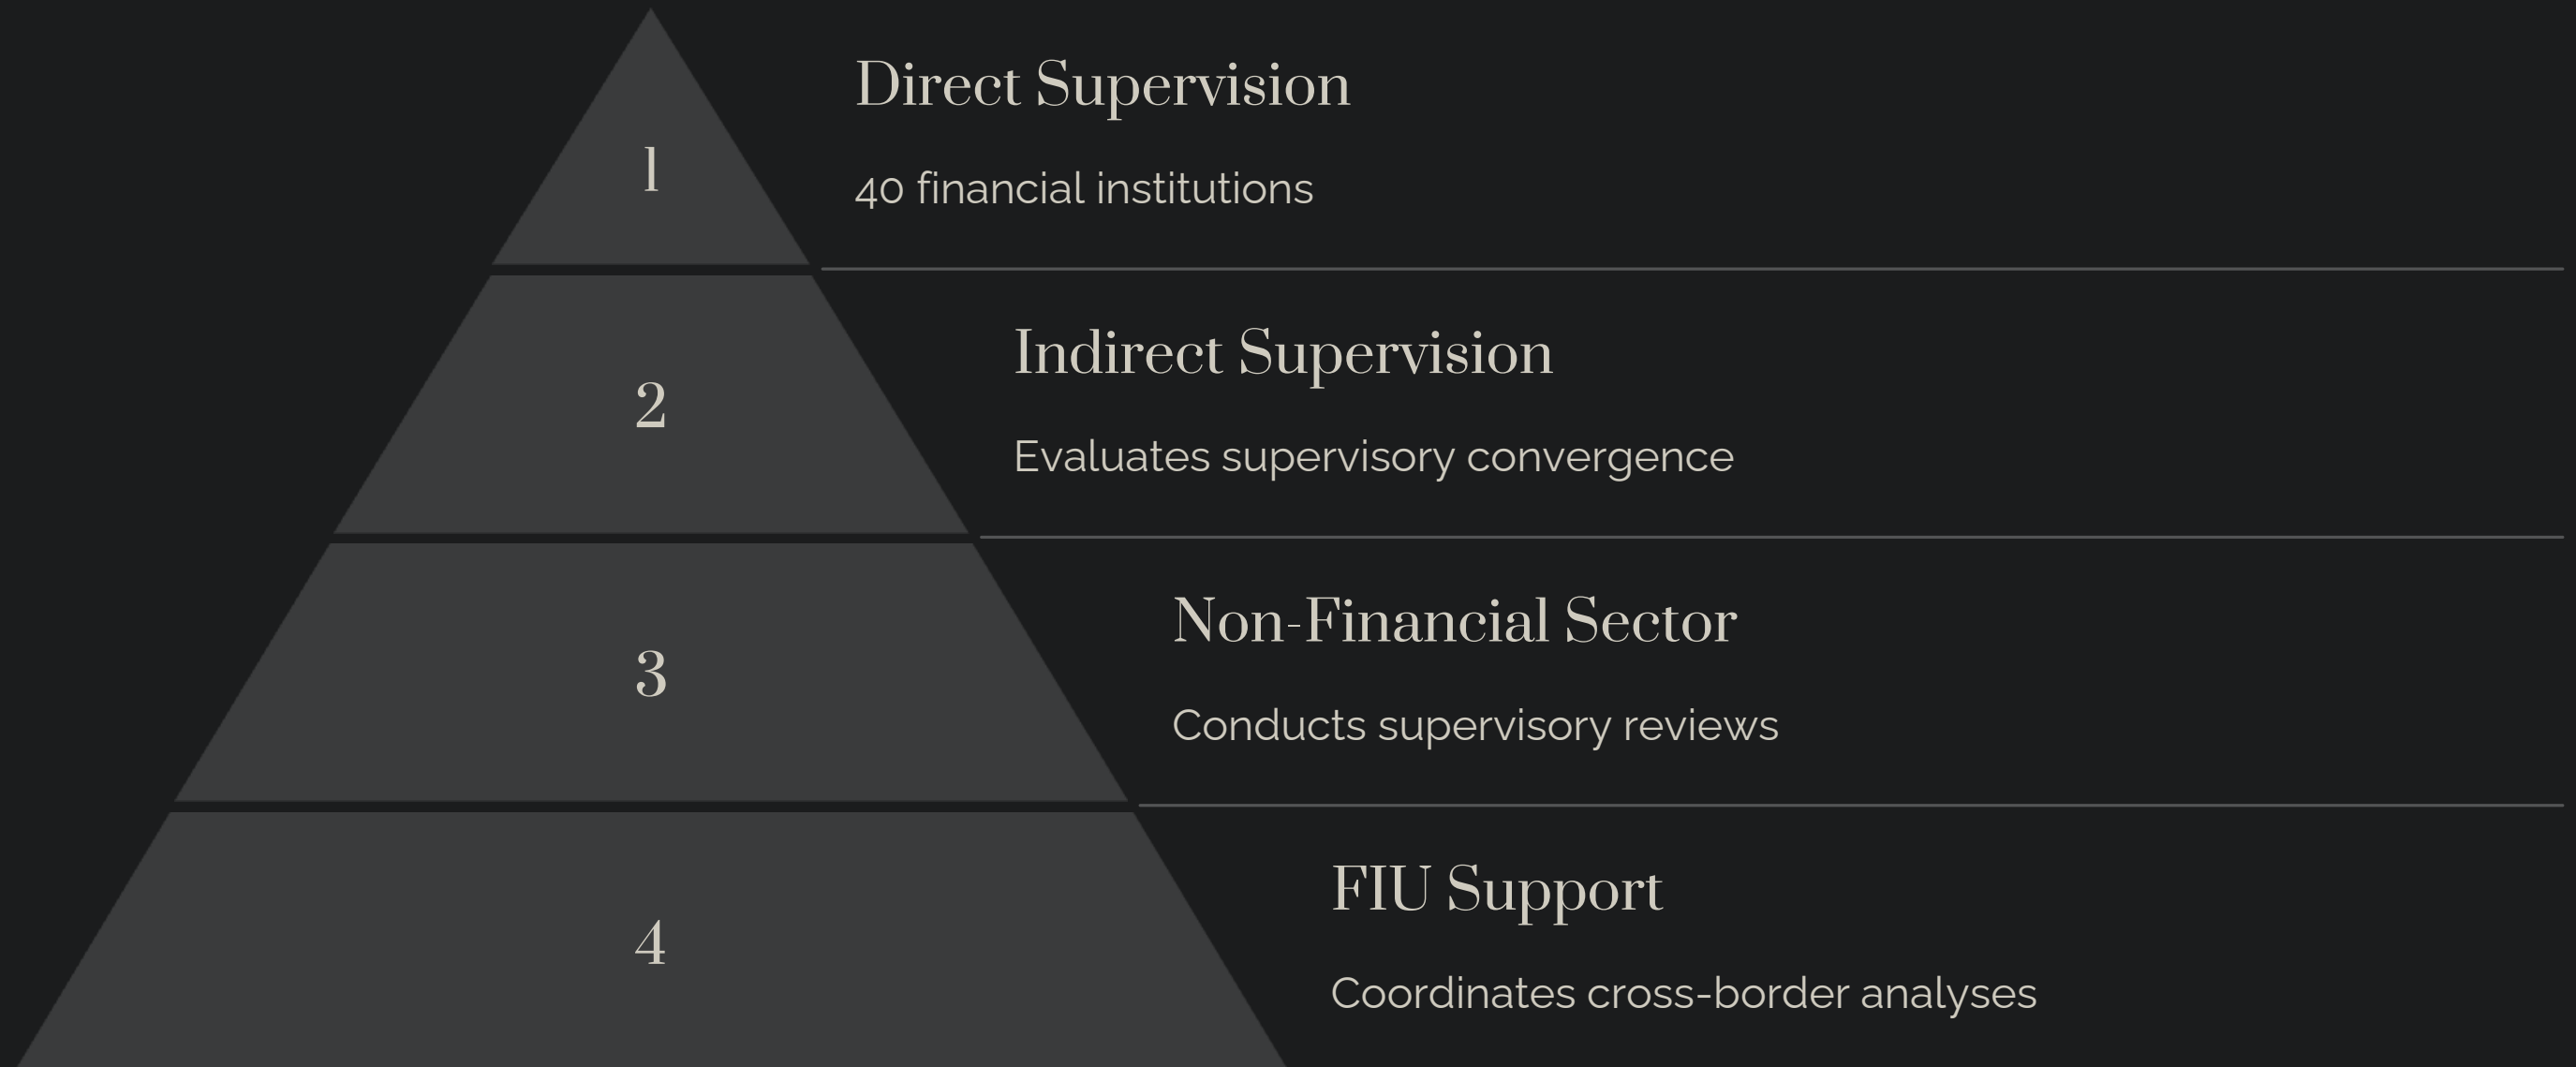 1
Direct Supervision
40 financial institutions
2
Indirect Supervision
Evaluates supervisory convergence
3
Non-Financial Sector
Conducts supervisory reviews
4
FIU Support
Coordinates cross-border analyses